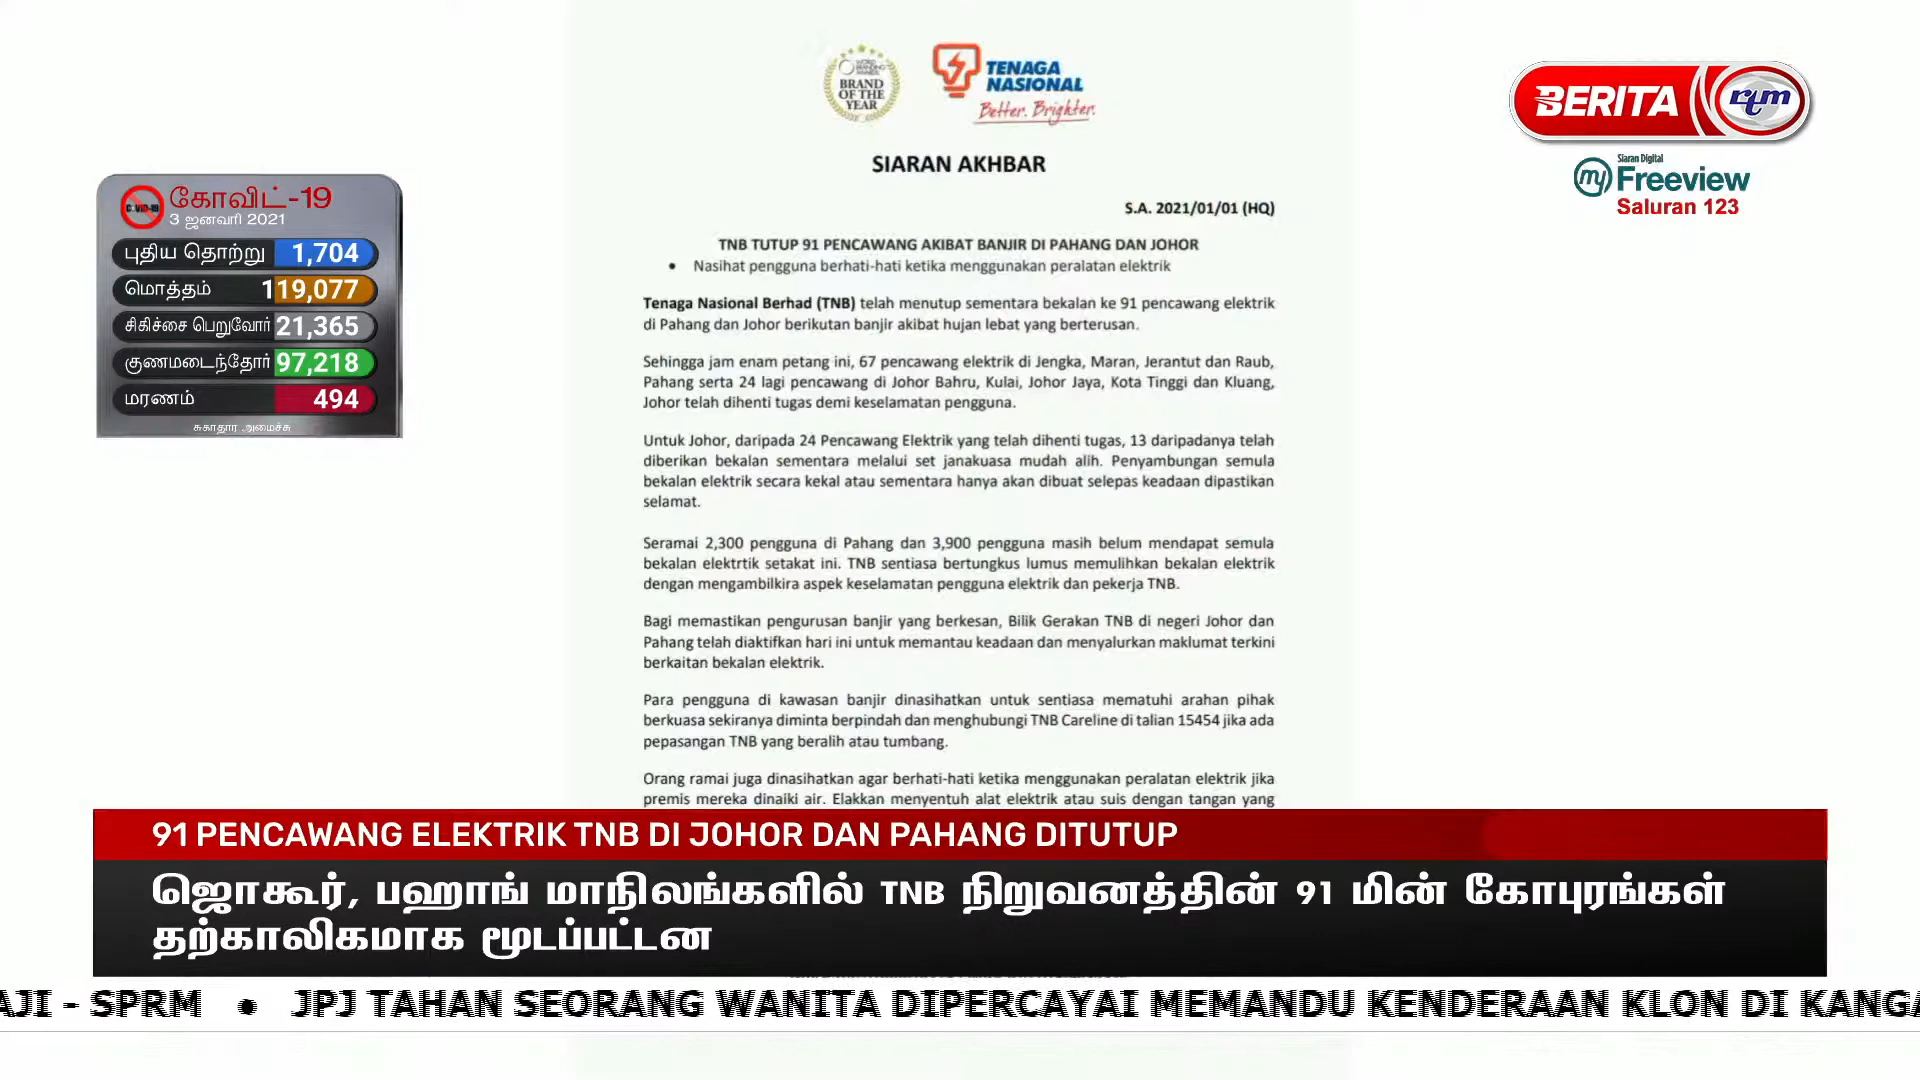 WORLD BRANDING AWARDS
BRAND
OF THE
YEAR
TENAGA
NASIONAL
Better. Brighter.
SIARAN AKHBAR
S.A. 2021/01/01 (HQ)
TNB TUTUP 91 PENCAWANG AKIBAT BANJIR DI PAHANG DAN JOHOR
• Nasihat pengguna berhati-hati ketika menggunakan peralatan elektrik
Tenaga Nasional Berhad (TNB) telah menutup sementara bekalan ke 91 pencawang elektrik
di Pahang dan Johor berikutan banjir akibat hujan lebat yang berterusan.
Sehingga jam enam petang ini, 67 pencawang elektrik di Jengka, Maran, Jerantut dan Raub,
Pahang serta 24 lagi pencawang di Johor Bahru, Kulai, Johor Jaya, Kota Tinggi dan Kluang,
Johor telah dihenti tugas demi keselamatan pengguna.
Untuk Johor, daripada 24 Pencawang Elektrik yang telah dihenti tugas, 13 daripadanya telah
diberikan bekalan sementara melalui set janakuasa mudah alih. Penyambungan semula
bekalan elektrik secara kekal atau sementara hanya akan dibuat selepas keadaan dipastikan
selamat.
Seramai 2,300 pengguna di Pahang dan 3,900 pengguna masih belum mendapat semula
bekalan elektrtik setakat ini. TNB sentiasa bertungkus lumus memulihkan bekalan elektrik
dengan mengambilkira aspek keselamatan pengguna elektrik dan pekerja TNB.
Bagi memastikan pengurusan banjir yang berkesan, Bilik Gerakan TNB di negeri Johor dan
Pahang telah diaktifkan hari ini untuk memantau keadaan dan menyalurkan maklumat terkini
berkaitan bekalan elektrik.
Para pengguna di kawasan banjir dinasihatkan untuk sentiasa mematuhi arahan pihak
berkuasa sekiranya diminta berpindah dan menghubungi TNB Careline di talian 15454 jika ada
pepasangan TNB yang beralih atau tumbang.
Orang ramai juga dinasihatkan agar berhati-hati ketika menggunakan peralatan elektrik jika
premis mereka dinaiki air. Elakkan menyentuh alat elektrik atau suis dengan tangan yang
COVID-19
கோவிட்-19
3 ஜனவரி 2021
புதிய தொற்று 1,704
மொத்தம் 119,077
சிகிச்சை பெறுவோர் 21,365
குணமடைந்தோர் 97,218
மரணம் 494
சுகாதார அமைச்சு
BERITA rtm
Siaran Digital
my Freeview
Saluran 123
91 PENCAWANG ELEKTRIK TNB DI JOHOR DAN PAHANG DITUTUP
ஜொகூர், பஹாங் மாநிலங்களில் TNB நிறுவனத்தின் 91 மின் கோபுரங்கள்
தற்காலிகமாக மூடப்பட்டன
AJI - SPRM • JPJ TAHAN SEORANG WANITA DIPERCAYAI MEMANDU KENDERAAN KLON DI KANGA